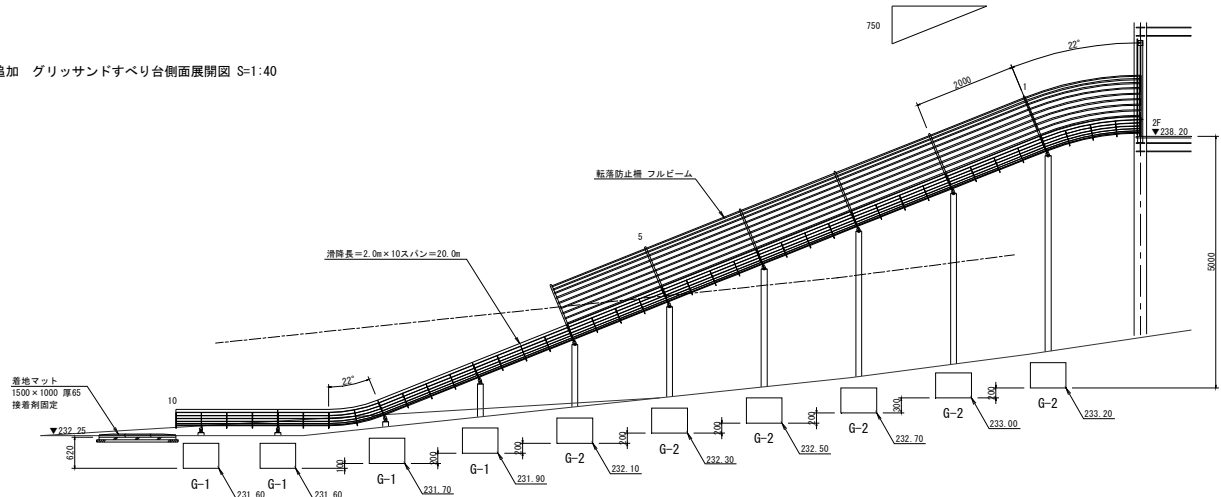 750
追加 グリッサンドすべり台側面展開図 S=1:40
22°
2000
1
2F
▼238.20
転落防止柵 フルビーム
5
滑降長=2.0m×10スパン=20.0m
5000
着地マット
1500×1000 厚65
接着剤固定
22°
10
▼232.25
620
G-1
231.60
G-1
231.60
100
G-1
231.70
200
G-1
231.90
200
G-2
232.10
200
G-2
232.30
200
G-2
232.50
200
G-2
232.70
300
G-2
233.00
200
G-2
233.20